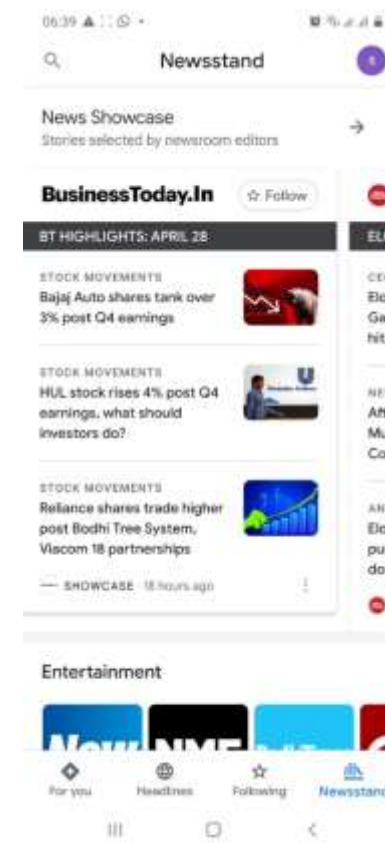 06:39
Newsstand
News Showcase
Stories selected by newsroom editors
BusinessToday.In
Follow
BT HIGHLIGHTS: APRIL 28
STOCK MOVEMENTS
Bajaj Auto shares tank over
3% post Q4 earnings
STOCK MOVEMENTS
HUL stock rises 4% post Q4
earnings, what should
investors do?
STOCK MOVEMENTS
Reliance shares trade higher
post Bodhi Tree System,
Viacom 18 partnerships
SHOWCASE 18 hours ago
Entertainment
For you
Headlines
Following
Newsstand